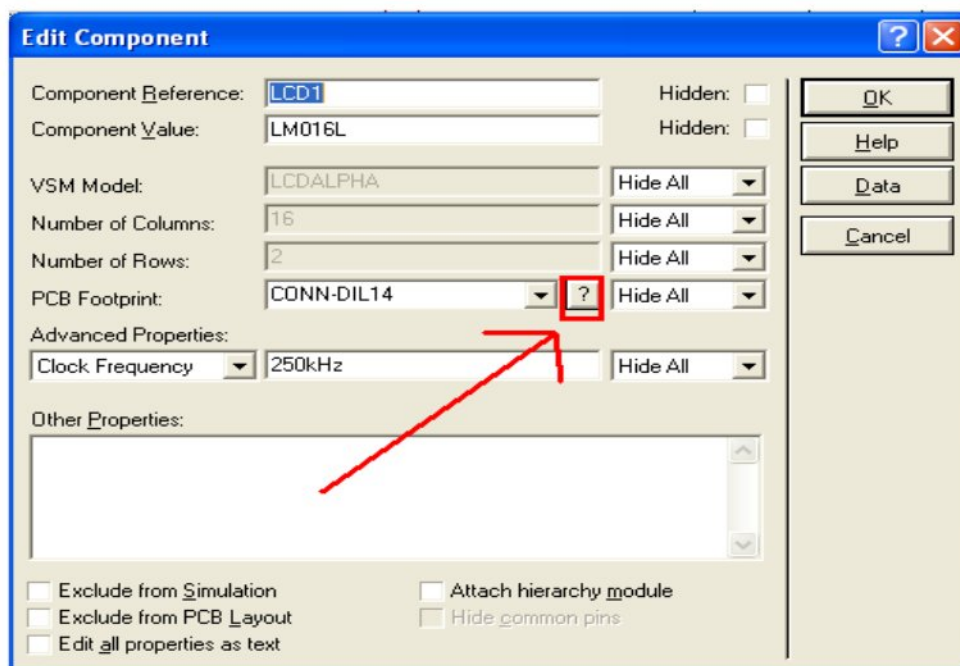 Edit Component
?
Component Reference: LCD1 Hidden: OK
Component Value: LM016L Hidden: Help
VSM Model: LCDALPHA Hide All Data
Number of Columns: 16 Hide All Cancel
Number of Rows: 2 Hide All
PCB Footprint: CONN-DIL14 ? Hide All
Advanced Properties:
Clock Frequency 250kHz Hide All
Other Properties:
Exclude from Simulation Attach hierarchy module
Exclude from PCB Layout Hide common pins
Edit all properties as text